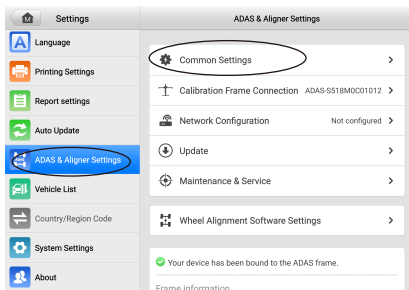 Settings
ADAS & Aligner Settings
Language
Printing Settings
Report settings
Auto Update
ADAS & Aligner Settings
Vehicle List
Country/Region Code
System Settings
About
Common Settings
Calibration Frame Connection ADAS-S518M0C01012
Network Configuration Not configured
Update
Maintenance & Service
Wheel Alignment Software Settings
Your device has been bound to the ADAS frame.
Frame information